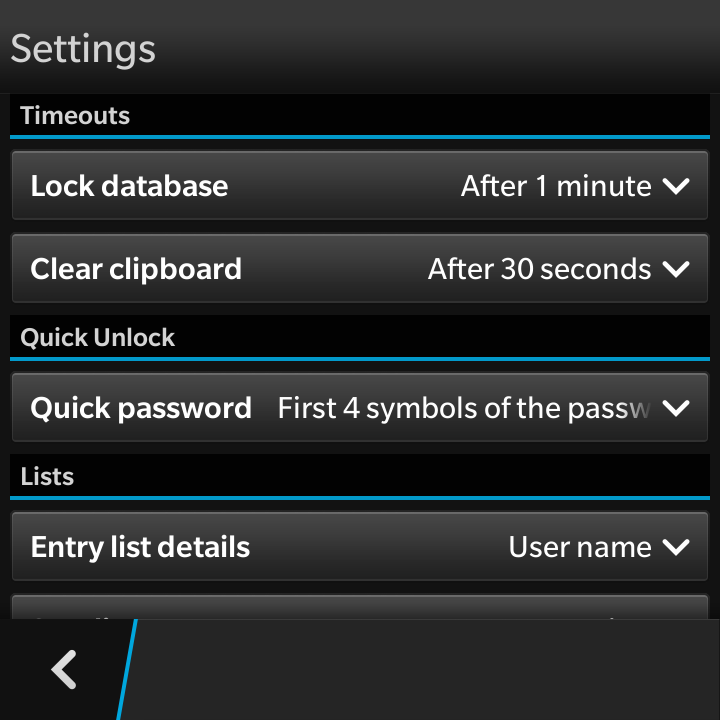 Settings
Timeouts
Lock database After 1 minute
Clear clipboard After 30 seconds
Quick Unlock
Quick password First 4 symbols of the passw
Lists
Entry list details User name